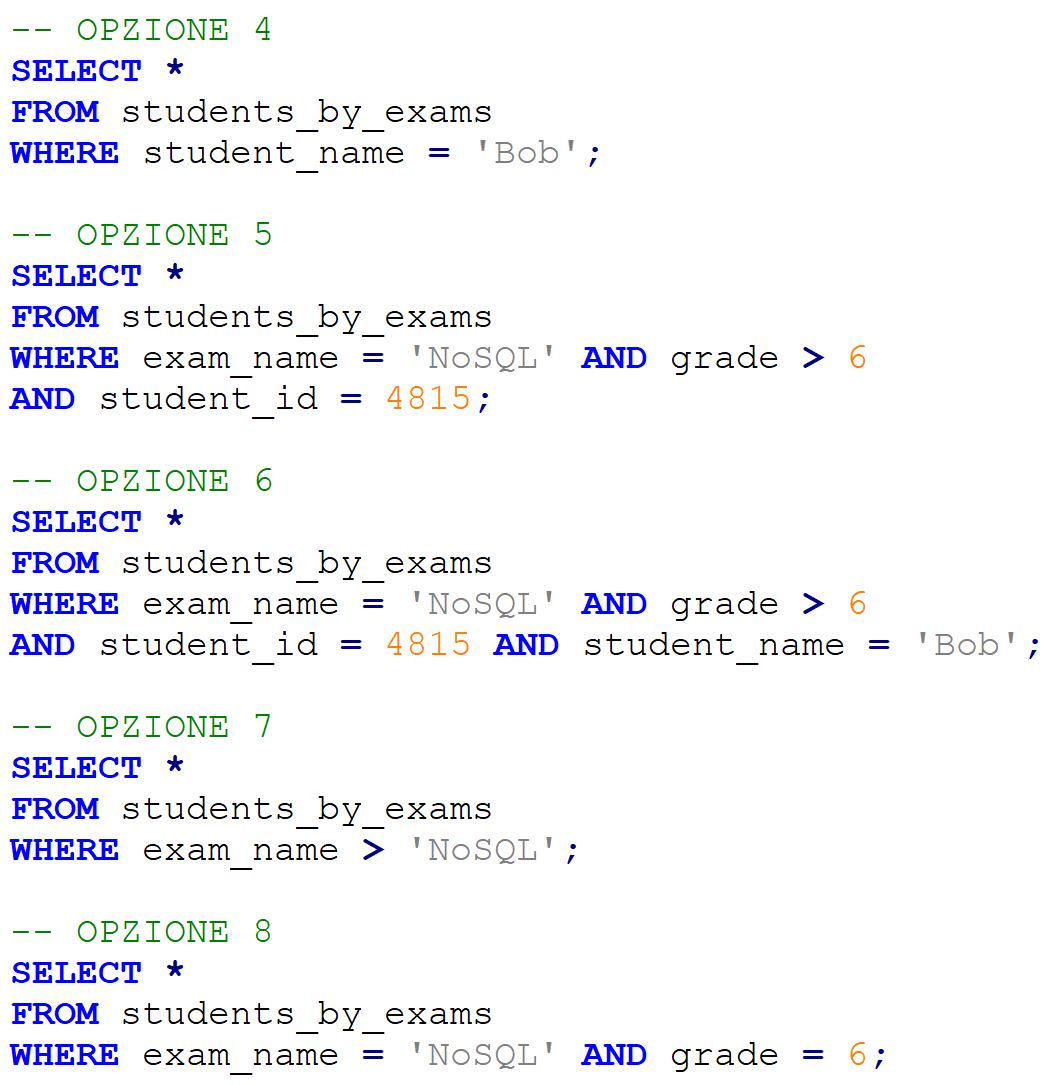 -- OPZIONE 4
SELECT *
FROM students_by_exams
WHERE student_name = 'Bob';
-- OPZIONE 5
SELECT *
FROM students_by_exams
WHERE exam_name = 'NoSQL' AND grade > 6
AND student_id = 4815;
-- OPZIONE 6
SELECT *
FROM students_by_exams
WHERE exam_name = 'NoSQL' AND grade > 6
AND student_id = 4815 AND student_name = 'Bob';
-- OPZIONE 7
SELECT *
FROM students_by_exams
WHERE exam_name > 'NoSQL';
-- OPZIONE 8
SELECT *
FROM students_by_exams
WHERE exam_name = 'NoSQL' AND grade = 6;